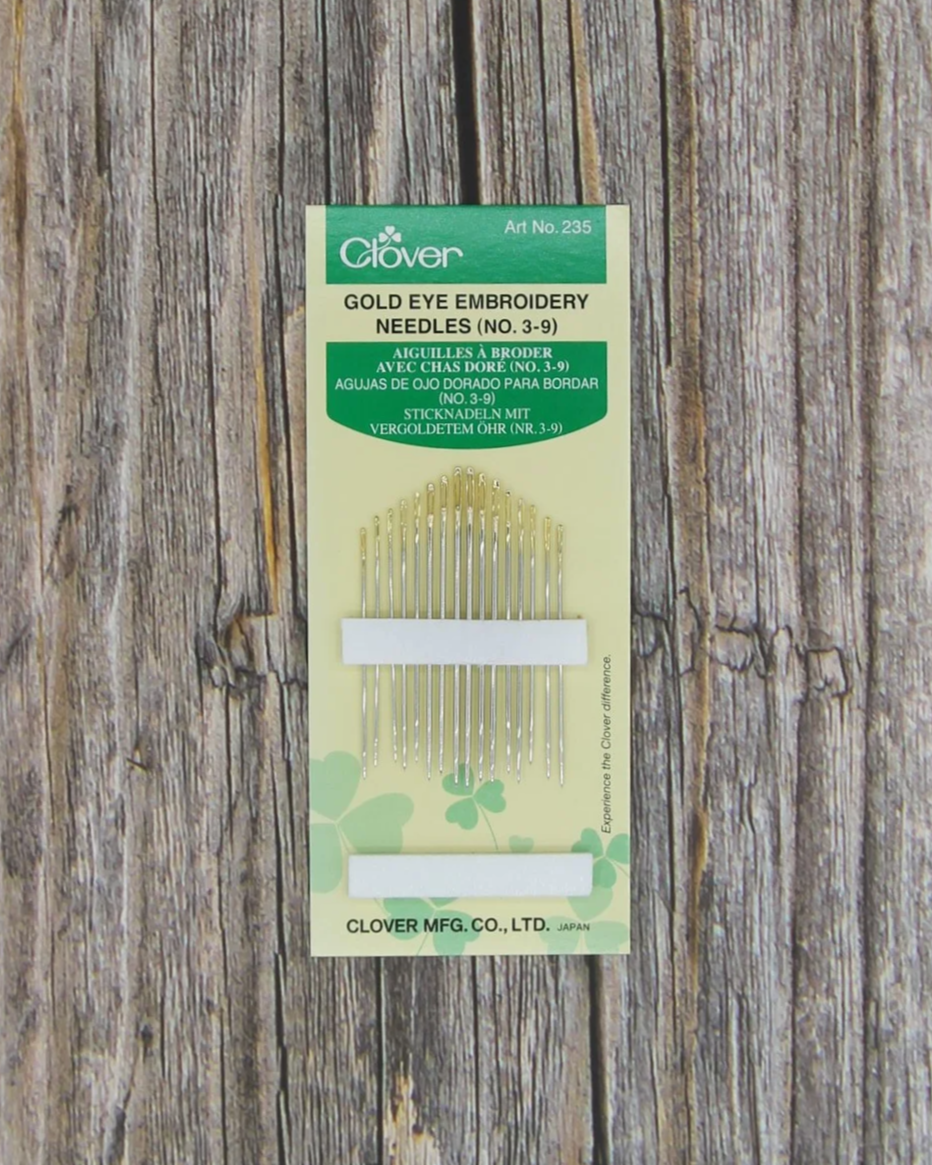 Art No. 235
Clover
GOLD EYE EMBROIDERY
NEEDLES (NO. 3-9)
AIGUILLES À BRODER
AVEC CHAS DORÉ (NO. 3-9)
AGUJAS DE OJO DORADO PARA BORDAR
(NO. 3-9)
STICKNADELN MIT
VERGOLDETEM ÖHR (NR. 3-9)
Experience the Clover difference.
CLOVER MFG. CO., LTD. JAPAN